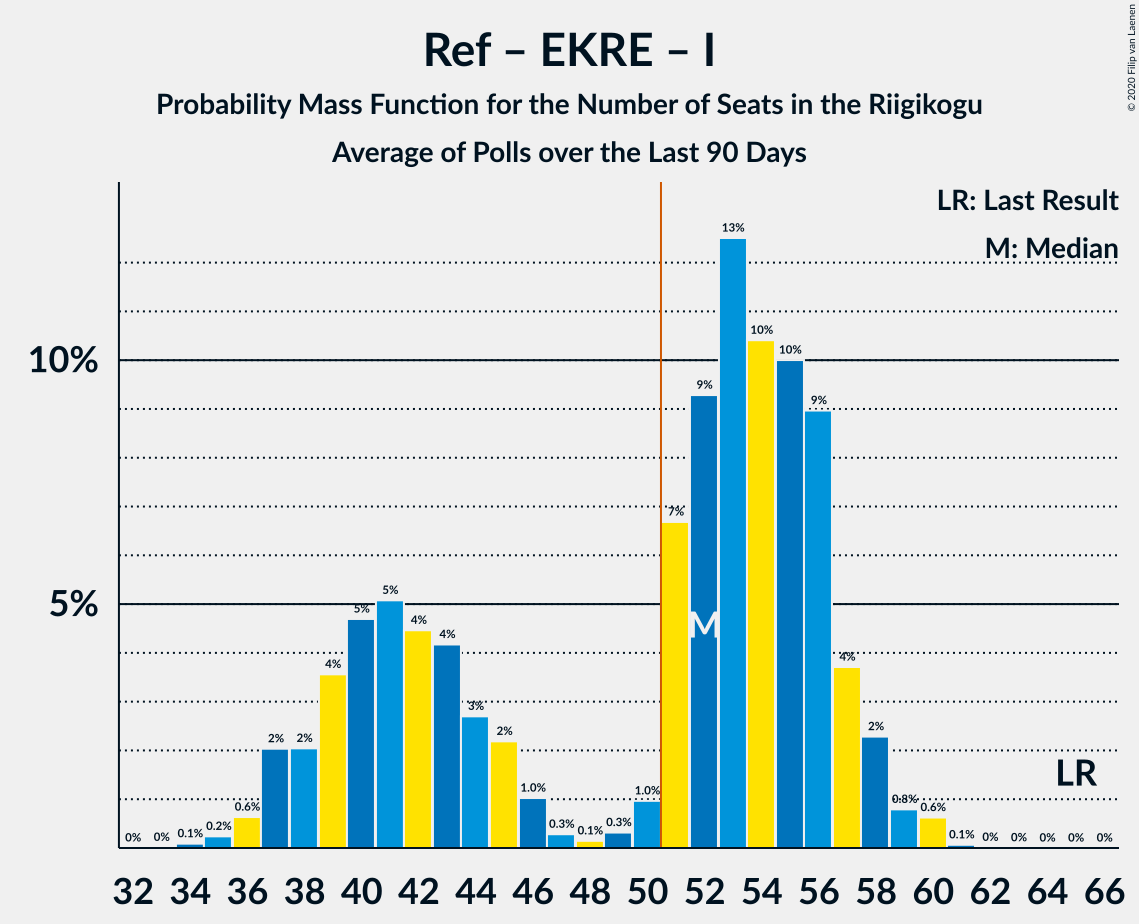 Ref – EKRE – I
Probability Mass Function for the Number of Seats in the Riigikogu
Average of Polls over the Last 90 Days
© 2020 Filip van Laenen
LR: Last Result
M: Median
10%
5%
0% 0% 0.1% 0.2% 0.6% 2% 2% 4% 5% 5% 4% 4% 3% 2% 1.0% 0.3% 0.1% 0.3% 1.0% 7% 9% 13% 10% 10% 9% 4% 2% 0.8% 0.6% 0.1% 0% 0% 0% 0% 0%
M
LR
32 34 36 38 40 42 44 46 48 50 52 54 56 58 60 62 64 66